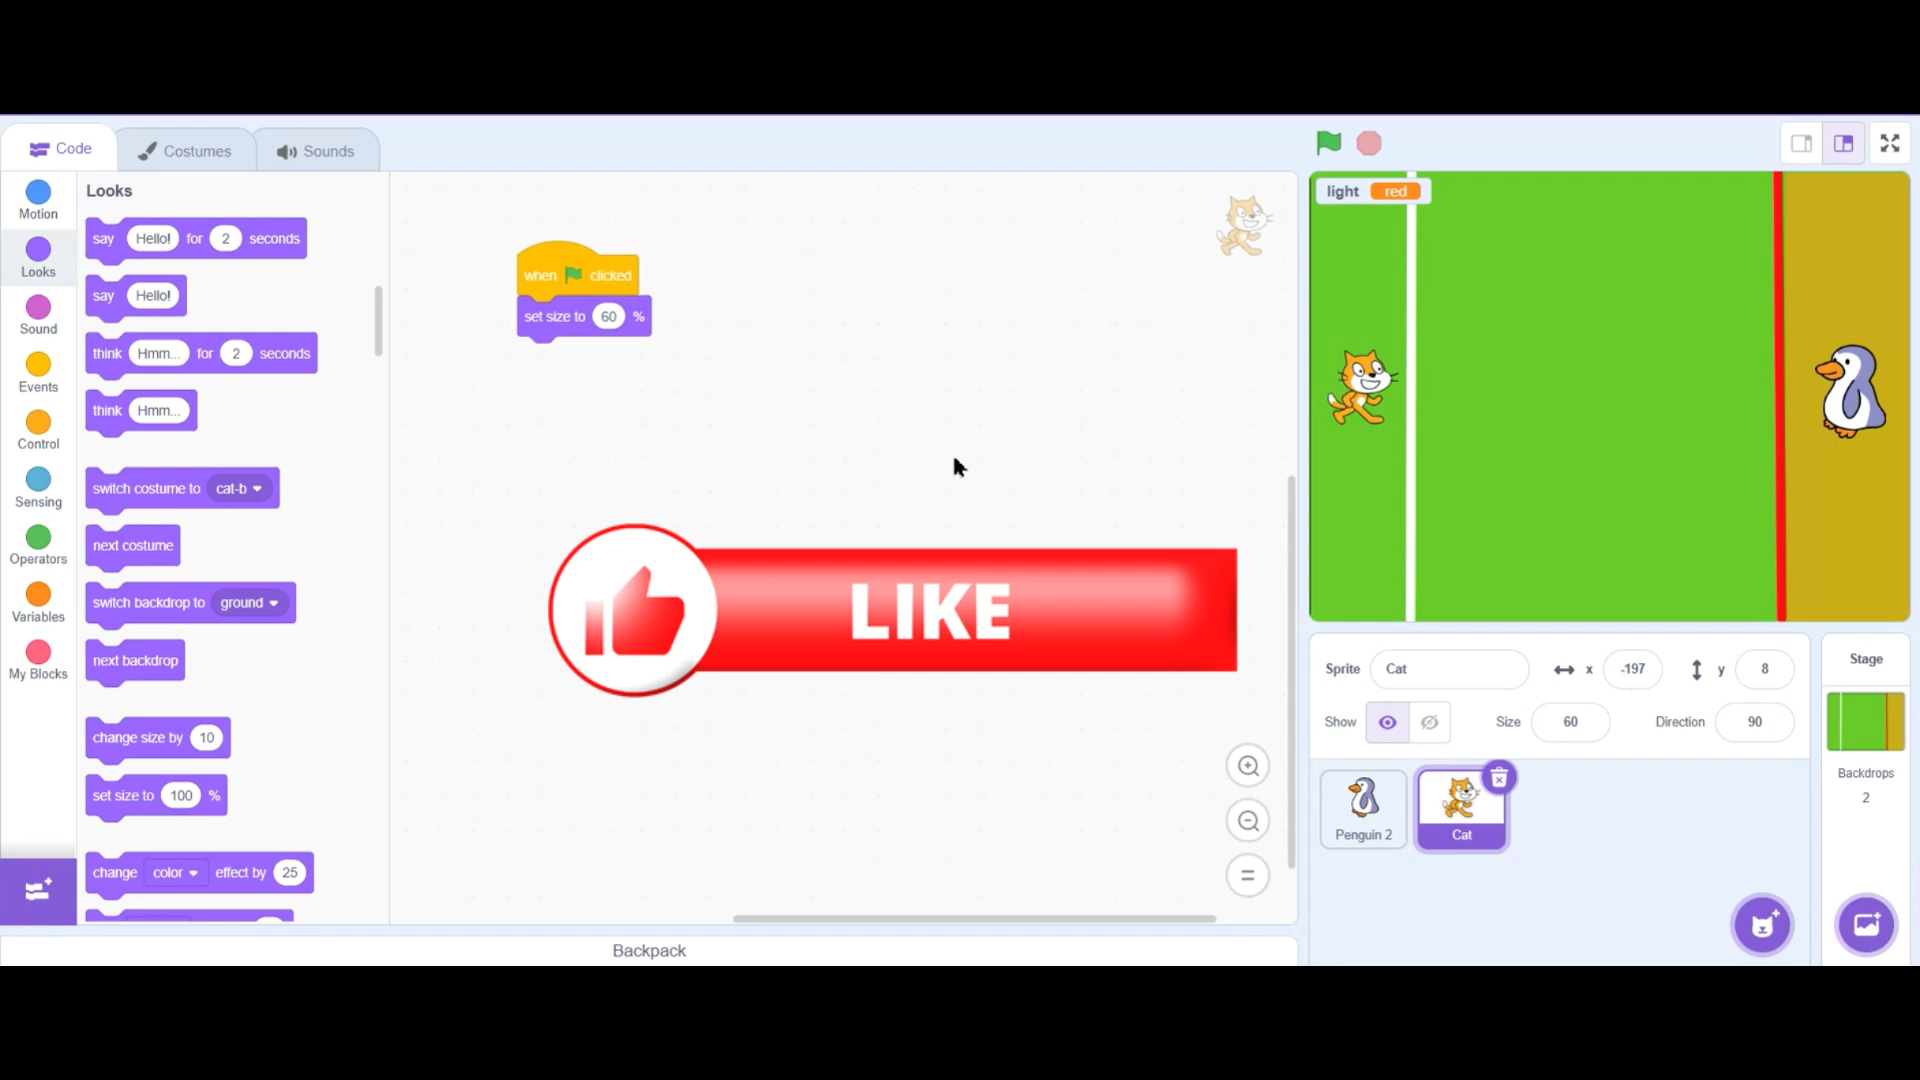 Code
Costumes
Sounds
Motion
Looks
Sound
Events
Control
Sensing
Operators
Variables
My Blocks
Looks
say Hello! for 2 seconds
say Hello!
think Hmm... for 2 seconds
think Hmm...
switch costume to cat-b
next costume
switch backdrop to ground
next backdrop
change size by 10
set size to 100 %
change color effect by 25
when clicked
set size to 60 %
LIKE
Backpack
light red
Sprite Cat x -197 y 8
Show Size 60 Direction 90
Penguin 2
Cat
Stage
Backdrops
2